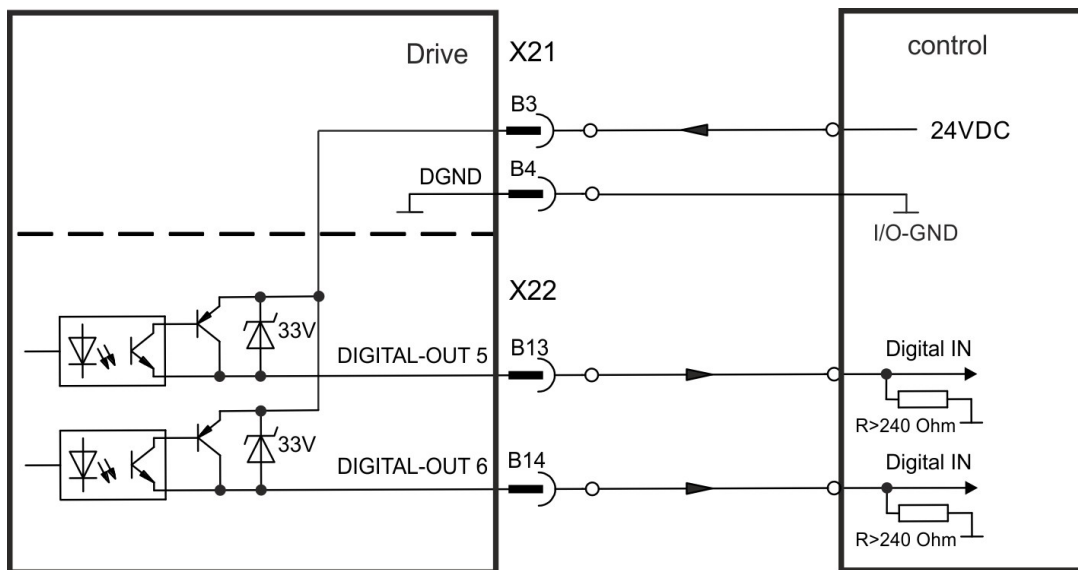 Drive
X21
control
B3
24VDC
B4
DGND
I/O-GND
X22
33V
DIGITAL-OUT 5
B13
Digital IN
R>240 Ohm
33V
DIGITAL-OUT 6
B14
Digital IN
R>240 Ohm